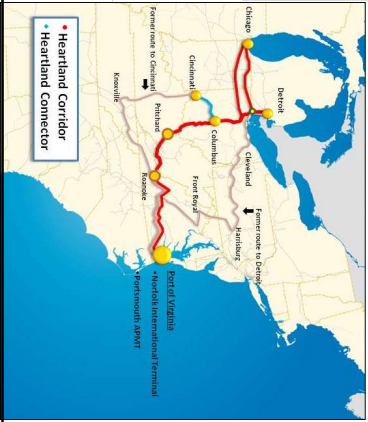 Chicago
Detroit
Former route to Cincinnati
Cincinnati
Columbus
Cleveland
Former route to Detroit
Harrisburg
Front Royal
Pritchard
Knoxville
Roanoke
Port of Virginia
• Norfolk International Terminal
• Portsmouth APMT
Heartland Corridor
Heartland Connector